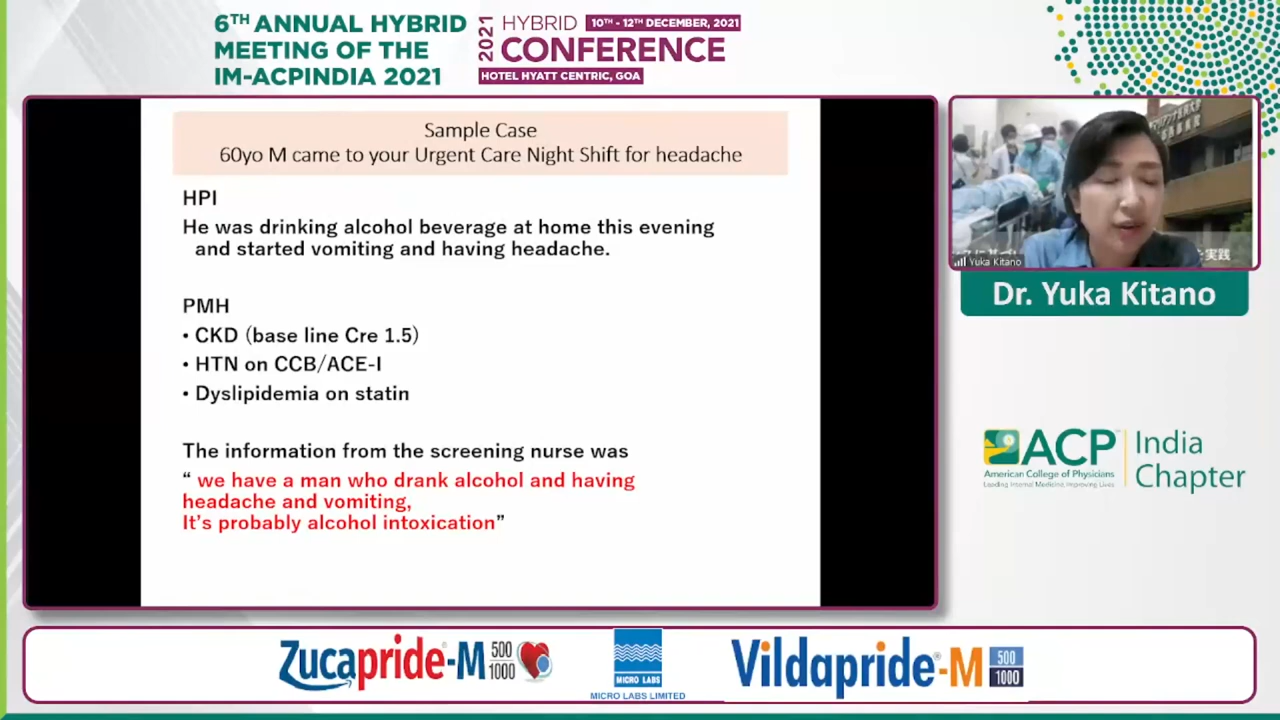 6TH ANNUAL HYBRID
MEETING OF THE
IM-ACPINDIA 2021
2021
HYBRID
10TH - 12TH DECEMBER, 2021
CONFERENCE
HOTEL HYATT CENTRIC, GOA
Sample Case
60yo M came to your Urgent Care Night Shift for headache
HPI
He was drinking alcohol beverage at home this evening
and started vomiting and having headache.
PMH
• CKD (base line Cre 1.5)
• HTN on CCB/ACE-I
• Dyslipidemia on statin
The information from the screening nurse was
“ we have a man who drank alcohol and having
headache and vomiting,
It’s probably alcohol intoxication”
実践
Yuka Kitano
Dr. Yuka Kitano
ACP
American College of Physicians
Leading Internal Medicine, Improving Lives
India
Chapter
Zucapride®-M 500
1000
MICRO LABS
MICRO LABS LIMITED
Vildapride®-M 500
1000